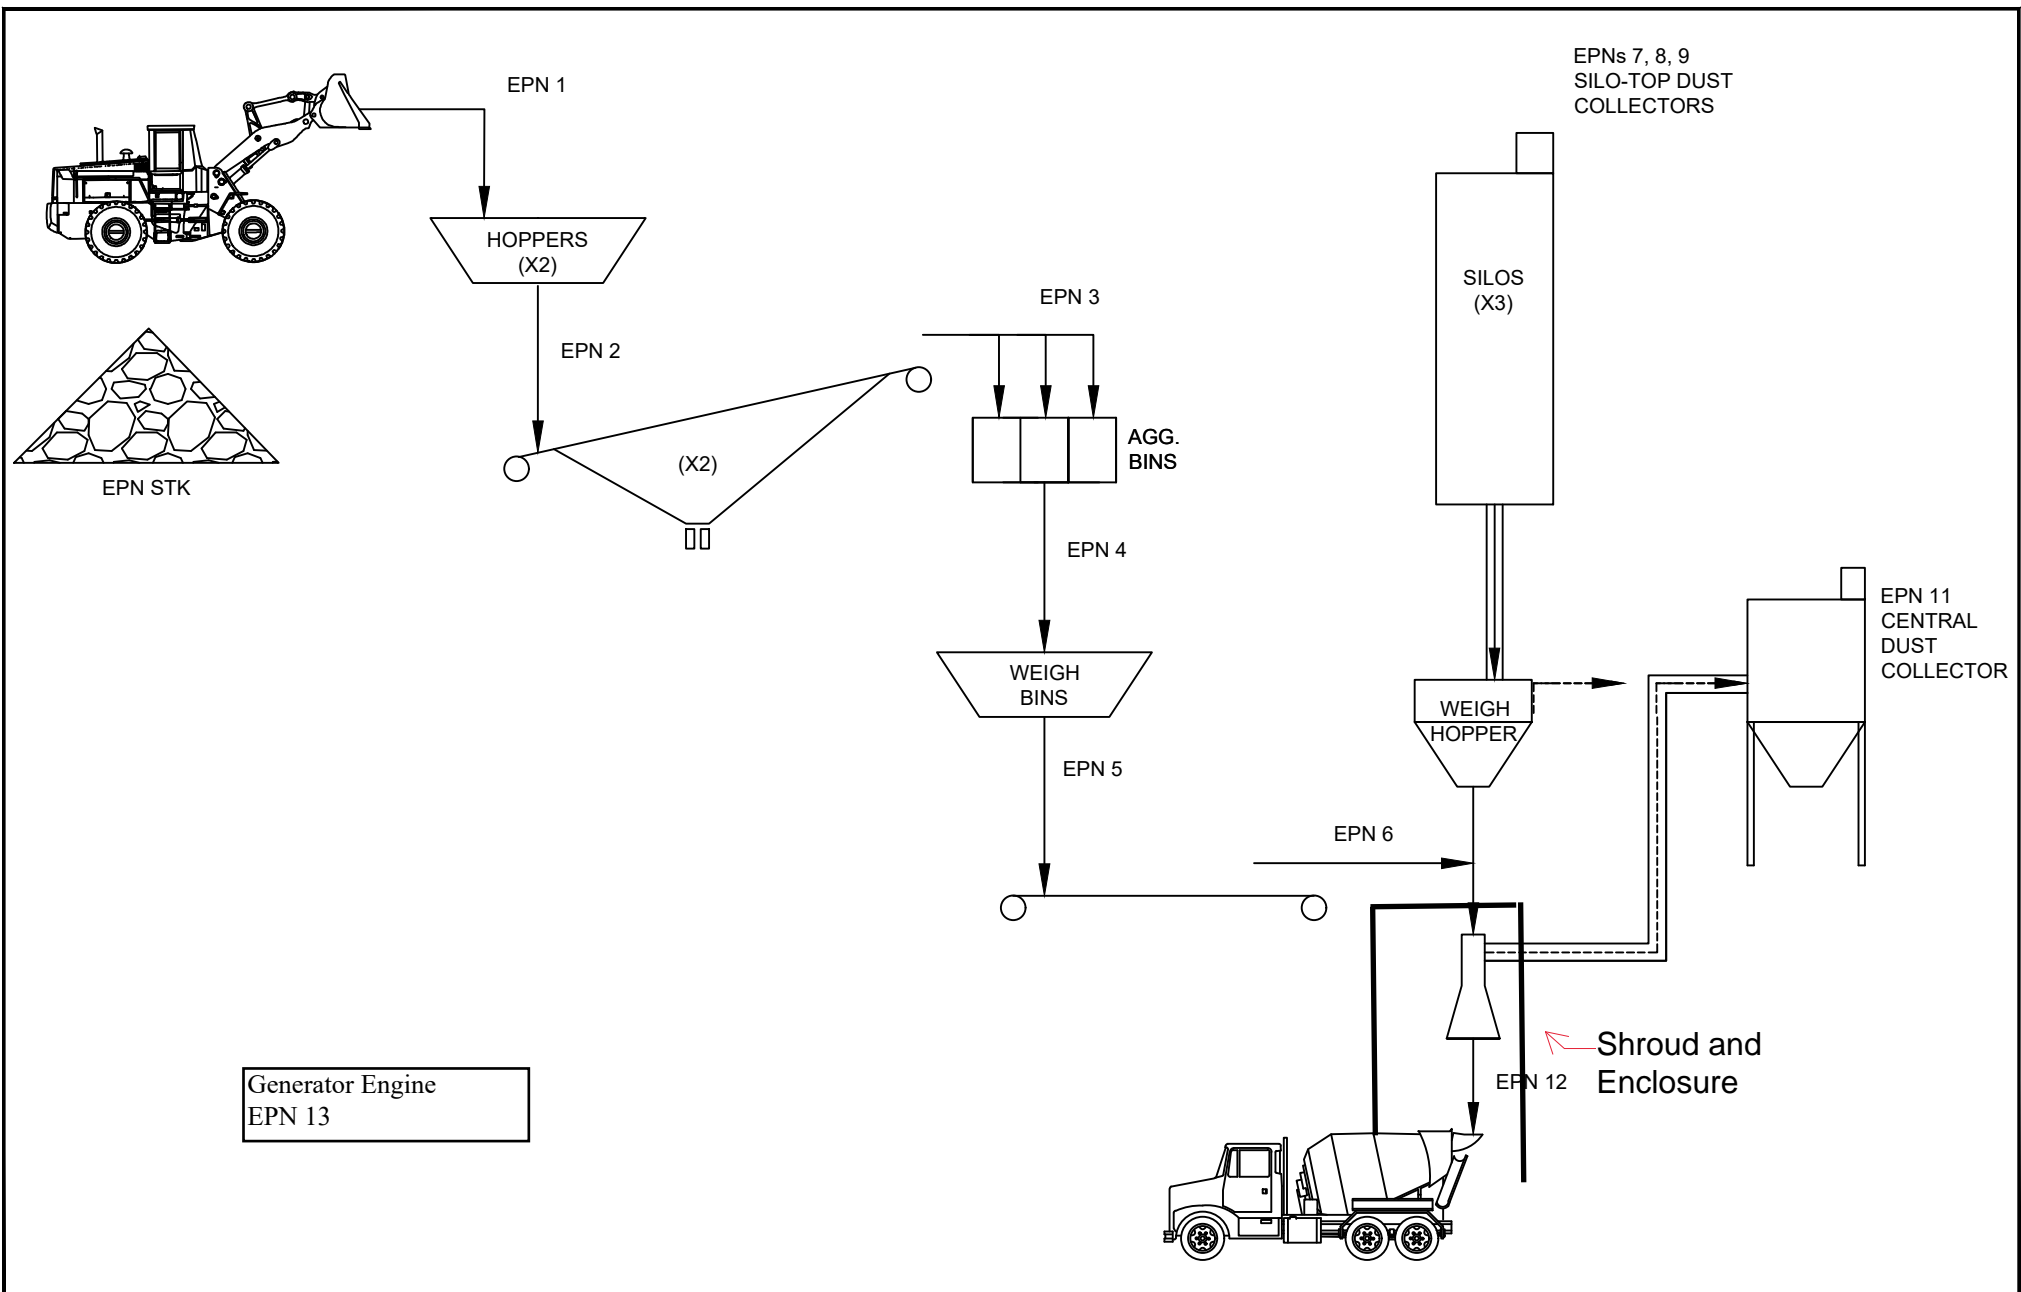 EPN 1
EPNs 7, 8, 9
SILO-TOP DUST
COLLECTORS
HOPPERS
(X2)
SILOS
(X3)
EPN 3
EPN 2
AGG.
BINS
(X2)
EPN STK
EPN 4
EPN 11
CENTRAL
DUST
COLLECTOR
WEIGH
BINS
WEIGH
HOPPER
EPN 5
EPN 6
Shroud and
Enclosure
EPN 12
Generator Engine
EPN 13